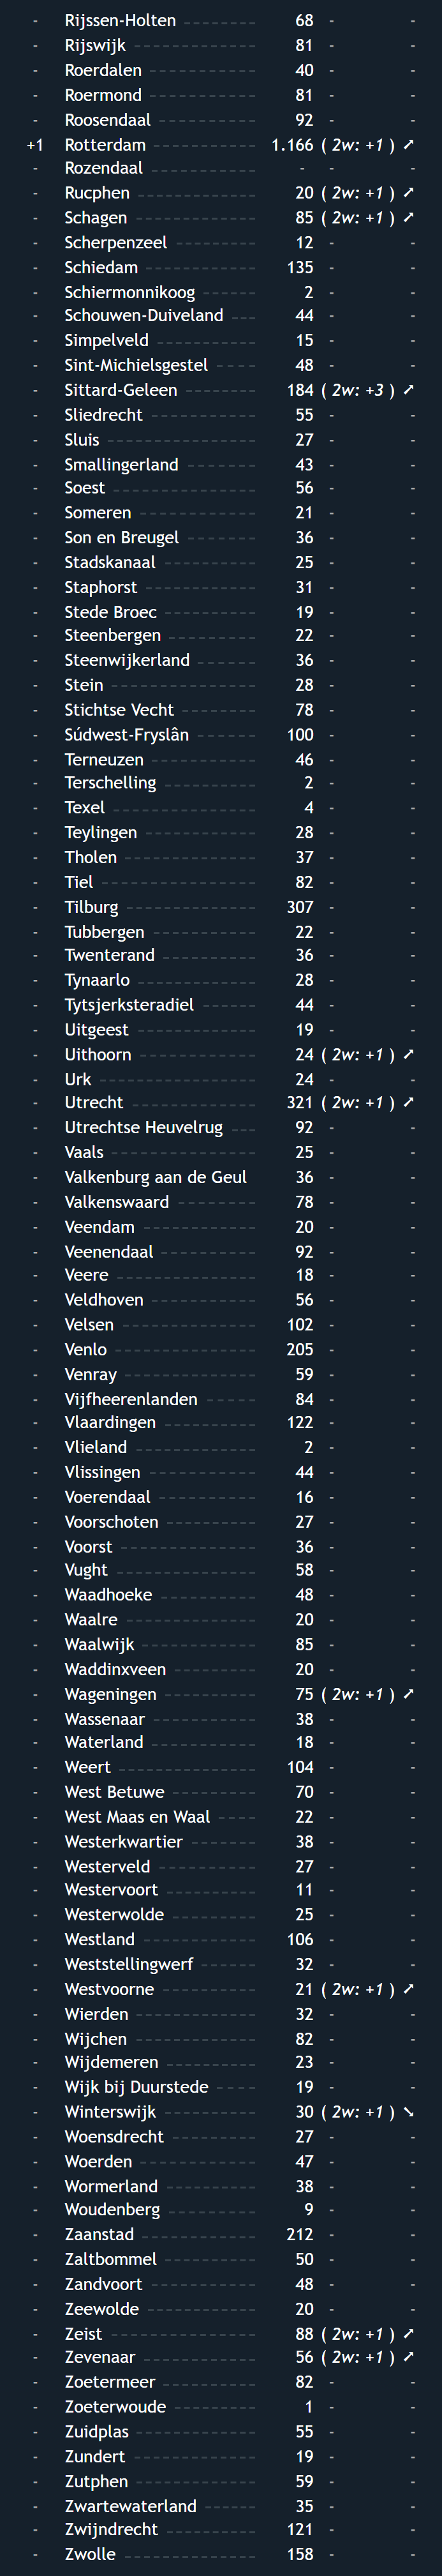 - Rijssen-Holten 68 - -
- Rijswijk 81 - -
- Roerdalen 40 - -
- Roermond 81 - -
- Roosendaal 92 - -
+1 Rotterdam 1.166 ( 2w: +1 ) ➚
- Rozendaal - - -
- Rucphen 20 ( 2w: +1 ) ➚
- Schagen 85 ( 2w: +1 ) ➚
- Scherpenzeel 12 - -
- Schiedam 135 - -
- Schiermonnikoog 2 - -
- Schouwen-Duiveland 44 - -
- Simpelveld 15 - -
- Sint-Michielsgestel 48 - -
- Sittard-Geleen 184 ( 2w: +3 ) ➚
- Sliedrecht 55 - -
- Sluis 27 - -
- Smallingerland 43 - -
- Soest 56 - -
- Someren 21 - -
- Son en Breugel 36 - -
- Stadskanaal 25 - -
- Staphorst 31 - -
- Stede Broec 19 - -
- Steenbergen 22 - -
- Steenwijkerland 36 - -
- Stein 28 - -
- Stichtse Vecht 78 - -
- Súdwest-Fryslân 100 - -
- Terneuzen 46 - -
- Terschelling 2 - -
- Texel 4 - -
- Teylingen 28 - -
- Tholen 37 - -
- Tiel 82 - -
- Tilburg 307 - -
- Tubbergen 22 - -
- Twenterand 36 - -
- Tynaarlo 28 - -
- Tytsjerksteradiel 44 - -
- Uitgeest 19 - -
- Uithoorn 24 ( 2w: +1 ) ➚
- Urk 24 - -
- Utrecht 321 ( 2w: +1 ) ➚
- Utrechtse Heuvelrug 92 - -
- Vaals 25 - -
- Valkenburg aan de Geul 36 - -
- Valkenswaard 78 - -
- Veendam 20 - -
- Veenendaal 92 - -
- Veere 18 - -
- Veldhoven 56 - -
- Velsen 102 - -
- Venlo 205 - -
- Venray 59 - -
- Vijfheerenlanden 84 - -
- Vlaardingen 122 - -
- Vlieland 2 - -
- Vlissingen 44 - -
- Voerendaal 16 - -
- Voorschoten 27 - -
- Voorst 36 - -
- Vught 58 - -
- Waadhoeke 48 - -
- Waalre 20 - -
- Waalwijk 85 - -
- Waddinxveen 20 - -
- Wageningen 75 ( 2w: +1 ) ➚
- Wassenaar 38 - -
- Waterland 18 - -
- Weert 104 - -
- West Betuwe 70 - -
- West Maas en Waal 22 - -
- Westerkwartier 38 - -
- Westerveld 27 - -
- Westervoort 11 - -
- Westerwolde 25 - -
- Westland 106 - -
- Weststellingwerf 32 - -
- Westvoorne 21 ( 2w: +1 ) ➚
- Wierden 32 - -
- Wijchen 82 - -
- Wijdemeren 23 - -
- Wijk bij Duurstede 19 - -
- Winterswijk 30 ( 2w: +1 ) ➘
- Woensdrecht 27 - -
- Woerden 47 - -
- Wormerland 38 - -
- Woudenberg 9 - -
- Zaanstad 212 - -
- Zaltbommel 50 - -
- Zandvoort 48 - -
- Zeewolde 20 - -
- Zeist 88 ( 2w: +1 ) ➚
- Zevenaar 56 ( 2w: +1 ) ➚
- Zoetermeer 82 - -
- Zoeterwoude 1 - -
- Zuidplas 55 - -
- Zundert 19 - -
- Zutphen 59 - -
- Zwartewaterland 35 - -
- Zwijndrecht 121 - -
- Zwolle 158 - -